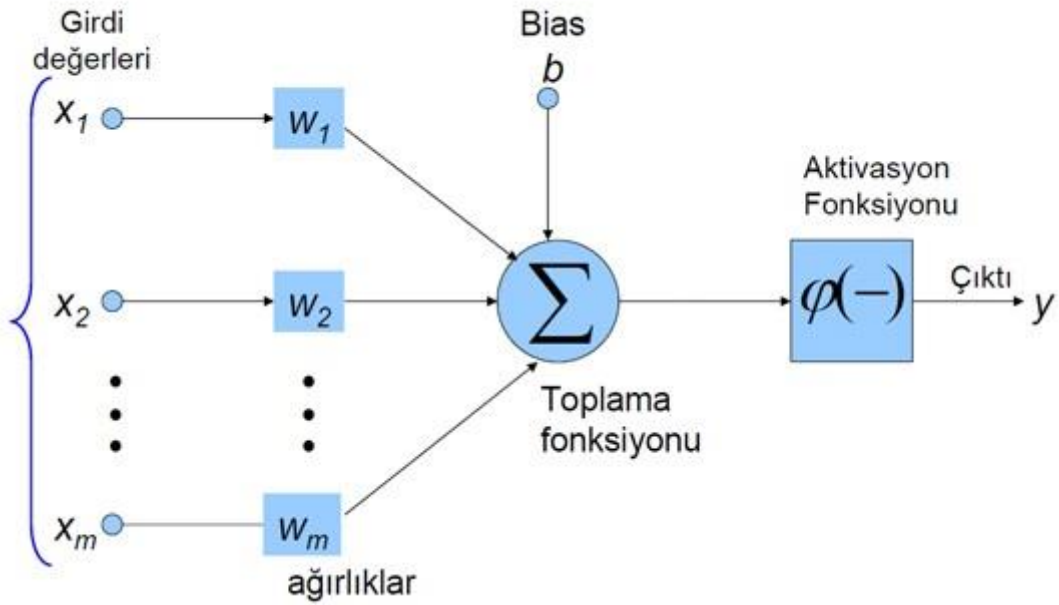 Girdi
değerleri
x₁
w₁
x₂
w₂
xₘ
wₘ
ağırlıklar
Bias
b
∑
Toplama
fonksiyonu
Aktivasyon
Fonksiyonu
φ(−)
Çıktı
y